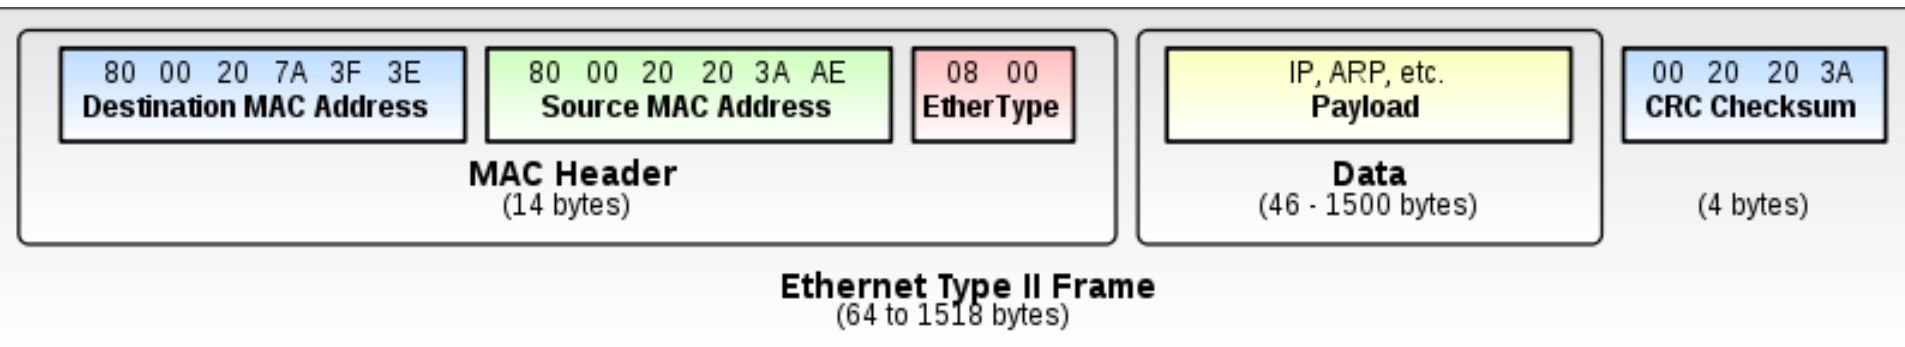 80 00 20 7A 3F 3E
Destination MAC Address
80 00 20 20 3A AE
Source MAC Address
08 00
EtherType
MAC Header
(14 bytes)
IP, ARP, etc.
Payload
Data
(46 - 1500 bytes)
00 20 20 3A
CRC Checksum
(4 bytes)
Ethernet Type II Frame
(64 to 1518 bytes)